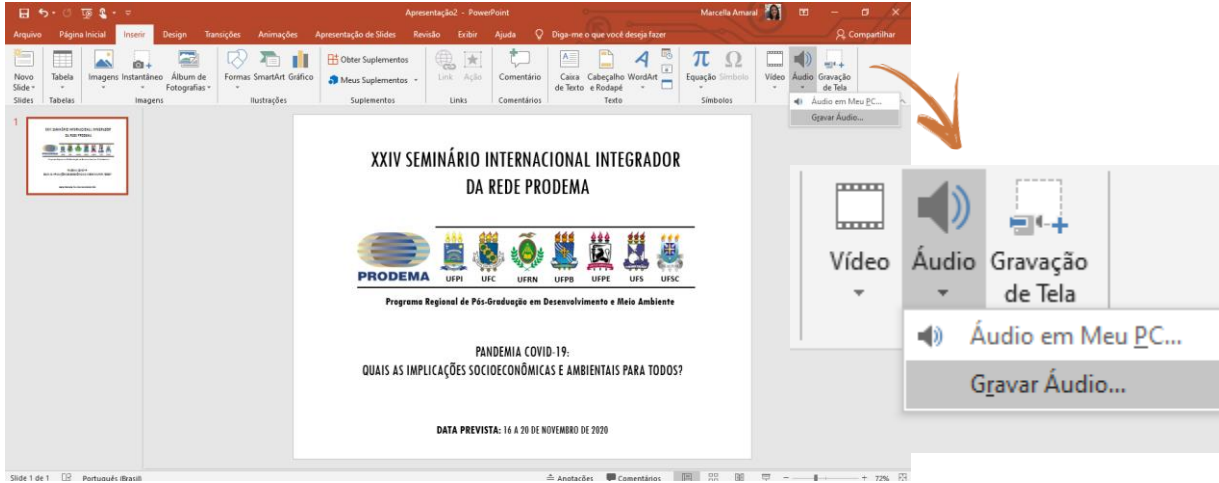 Apresentação2 - PowerPoint
Marcella Amaral
Arquivo Página Inicial Inserir Design Transições Animações Apresentação de Slides Revisão Exibir Ajuda Diga-me o que você deseja fazer Compartilhar
Novo Slide
Tabela
Imagens
Instantâneo
Álbum de Fotografias
Formas
SmartArt
Gráfico
Obter Suplementos
Meus Suplementos
Link
Ação
Comentário
Caixa de Texto
Cabeçalho e Rodapé
WordArt
Equação
Símbolo
Vídeo
Áudio
Gravação de Tela
Slides Tabelas Imagens Ilustrações Suplementos Links Comentários Texto Símbolos
Áudio em Meu PC...
Gravar Áudio...
1
XXIV SEMINÁRIO INTERNACIONAL INTEGRADOR
DA REDE PRODEMA
PRODEMA UFPI UFC UFRN UFPB UFPE UFS UFSC
Programa Regional de Pós-Graduação em Desenvolvimento e Meio Ambiente
PANDEMIA COVID-19:
QUAIS AS IMPLICAÇÕES SOCIOECONÔMICAS E AMBIENTAIS PARA TODOS?
DATA PREVISTA: 16 A 20 DE NOVEMBRO DE 2020
Vídeo
Áudio
Gravação
de Tela
Áudio em Meu PC...
Gravar Áudio...
Slide 1 de 1 Português (Brasil) Anotações Comentários 72%